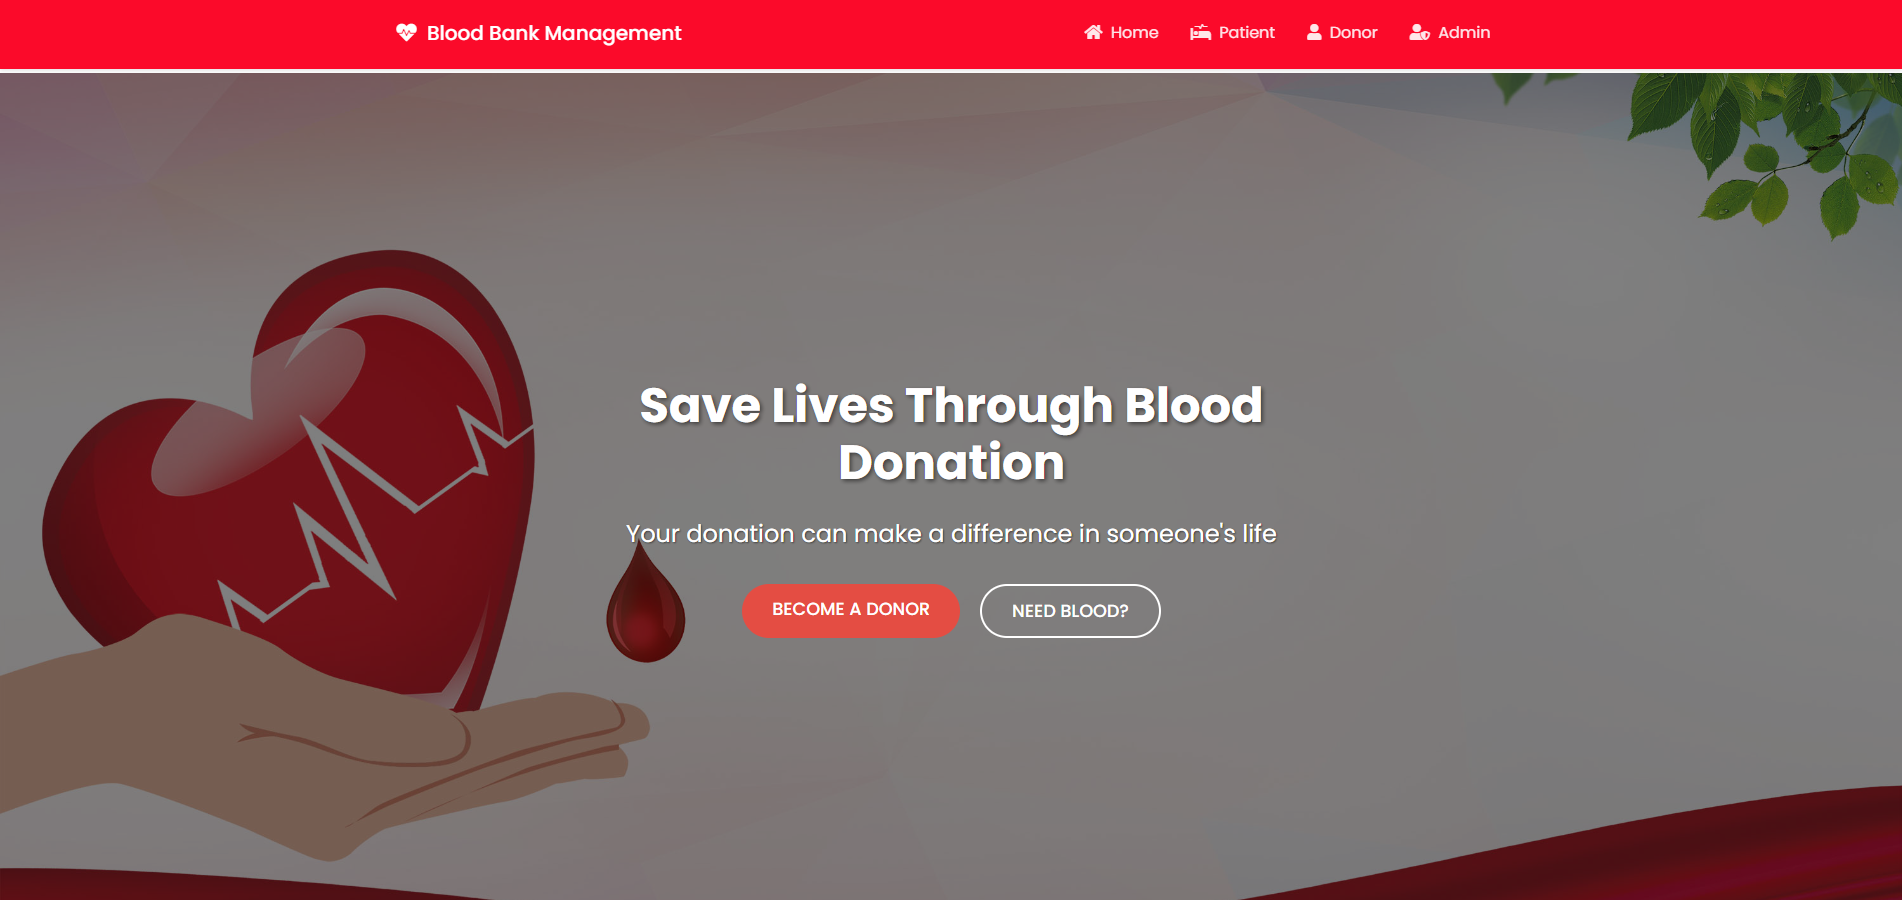 Blood Bank Management
Home Patient Donor Admin
Save Lives Through Blood
Donation
Your donation can make a difference in someone's life
BECOME A DONOR NEED BLOOD?